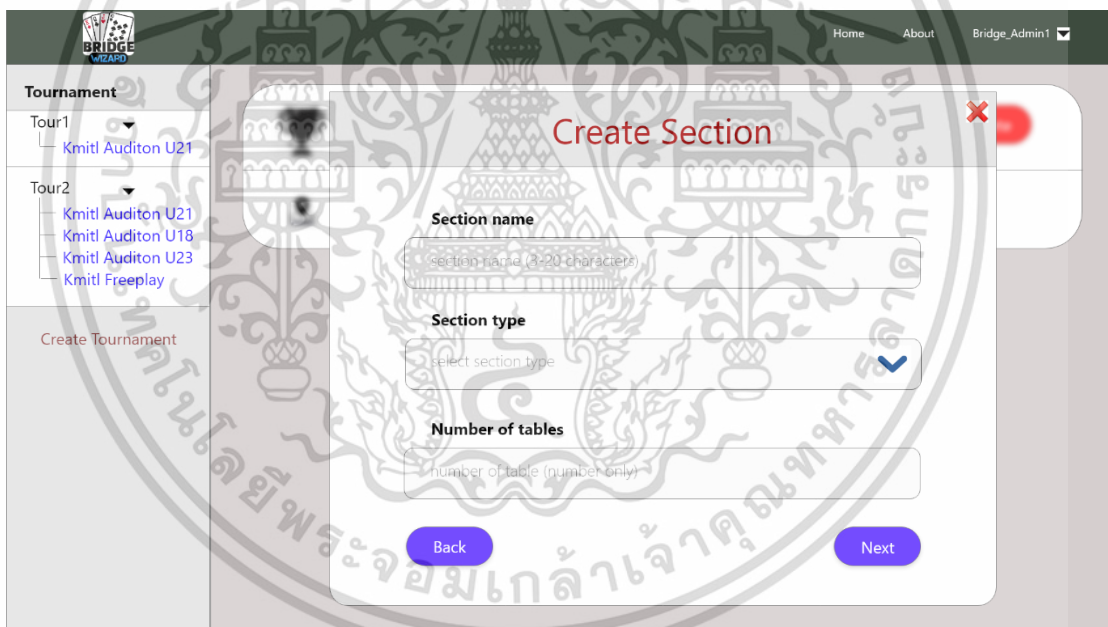 BRIDGE
WIZARD
Home About Bridge_Admin1
Tournament
Tour1
Kmitl Auditon U21
Tour2
Kmitl Auditon U21
Kmitl Auditon U18
Kmitl Auditon U23
Kmitl Freeplay
Create Tournament
Create Section
Section name
section name (3-20 characters)
Section type
select section type
Number of tables
number of table (number only)
Back
Next